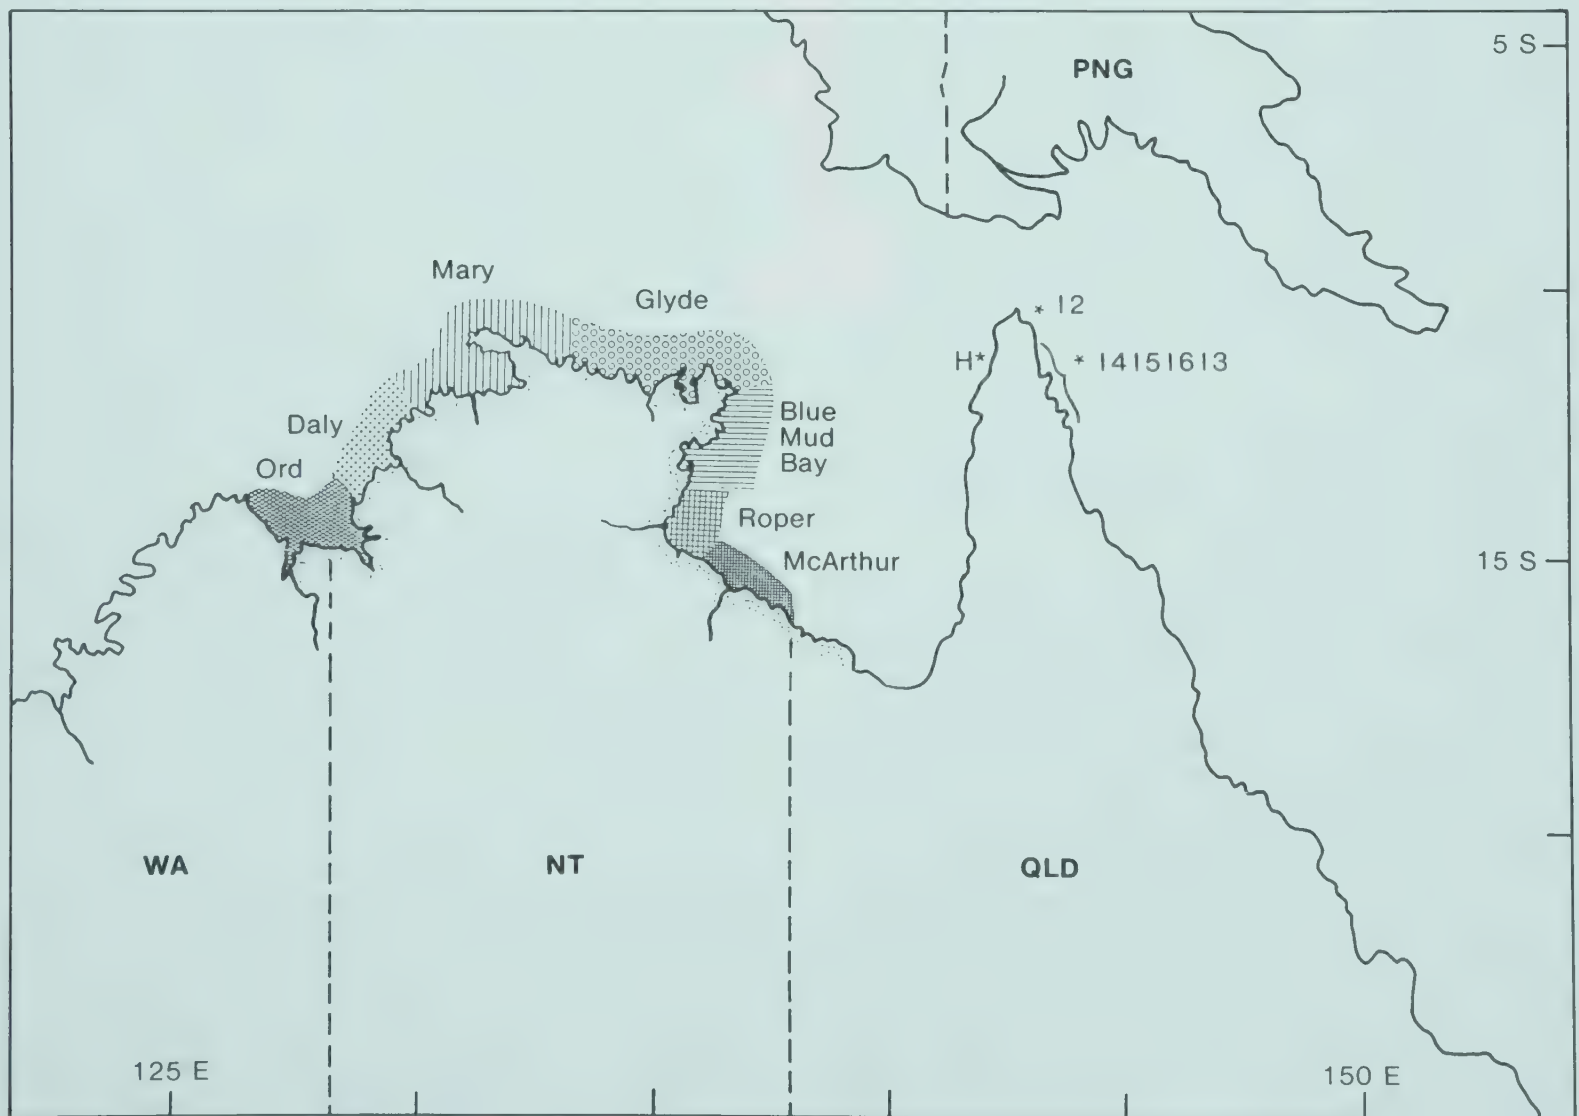 5 S
PNG
Mary
Glyde
* 12
H*
* 14151613
Daly
Blue
Mud
Bay
Ord
Roper
15 S
McArthur
WA
NT
QLD
125 E
150 E